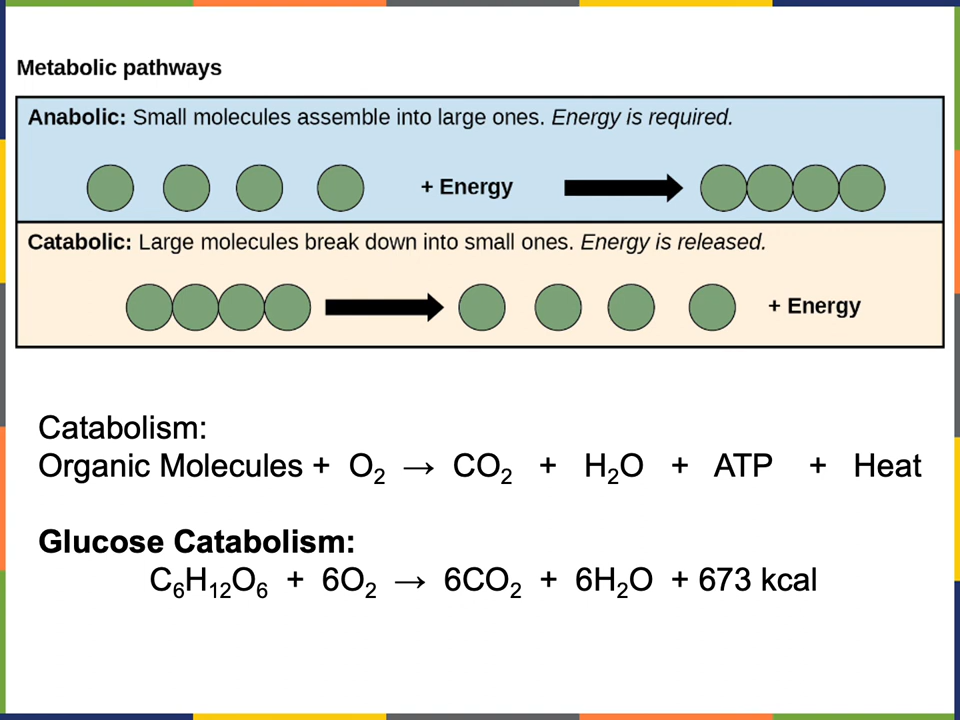 Metabolic pathways
Anabolic: Small molecules assemble into large ones. Energy is required.
+ Energy
Catabolic: Large molecules break down into small ones. Energy is released.
+ Energy
Catabolism:
Organic Molecules + O₂ → CO₂ + H₂O + ATP + Heat
Glucose Catabolism:
C₆H₁₂O₆ + 6O₂ → 6CO₂ + 6H₂O + 673 kcal